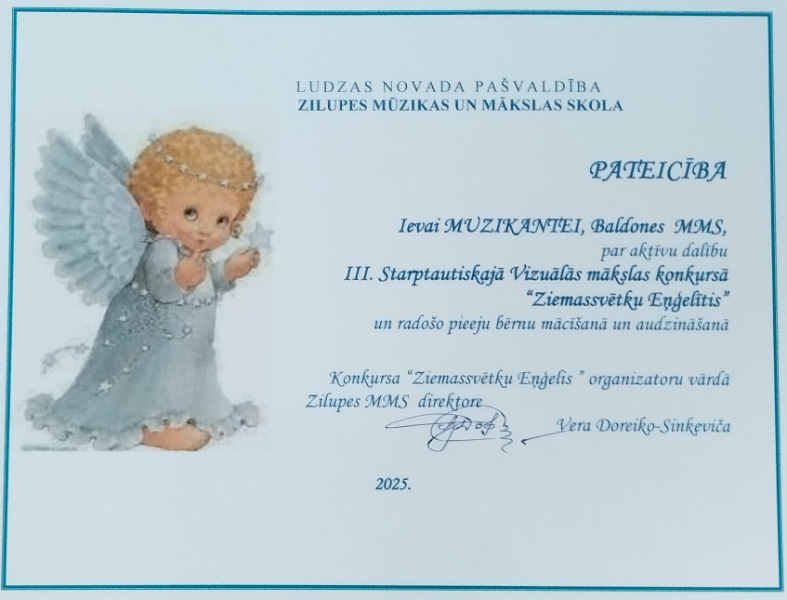 LUDZAS NOVADA PAŠVALDĪBA
ZILUPES MŪZIKAS UN MĀKSLAS SKOLA
PATEICĪBA
Ievai MUZIKANTEI, Baldones MMS,
par aktīvu dalību
III. Starptautiskajā Vizuālās mākslas konkursā
“Ziemassvētku Eņģelītis”
un radošo pieeju bērnu mācīšanā un audzināšanā
Konkursa “Ziemassvētku Eņģelis ” organizatoru vārdā
Zilupes MMS direktore
Vera Doreiko-Sinkeviča
2025.